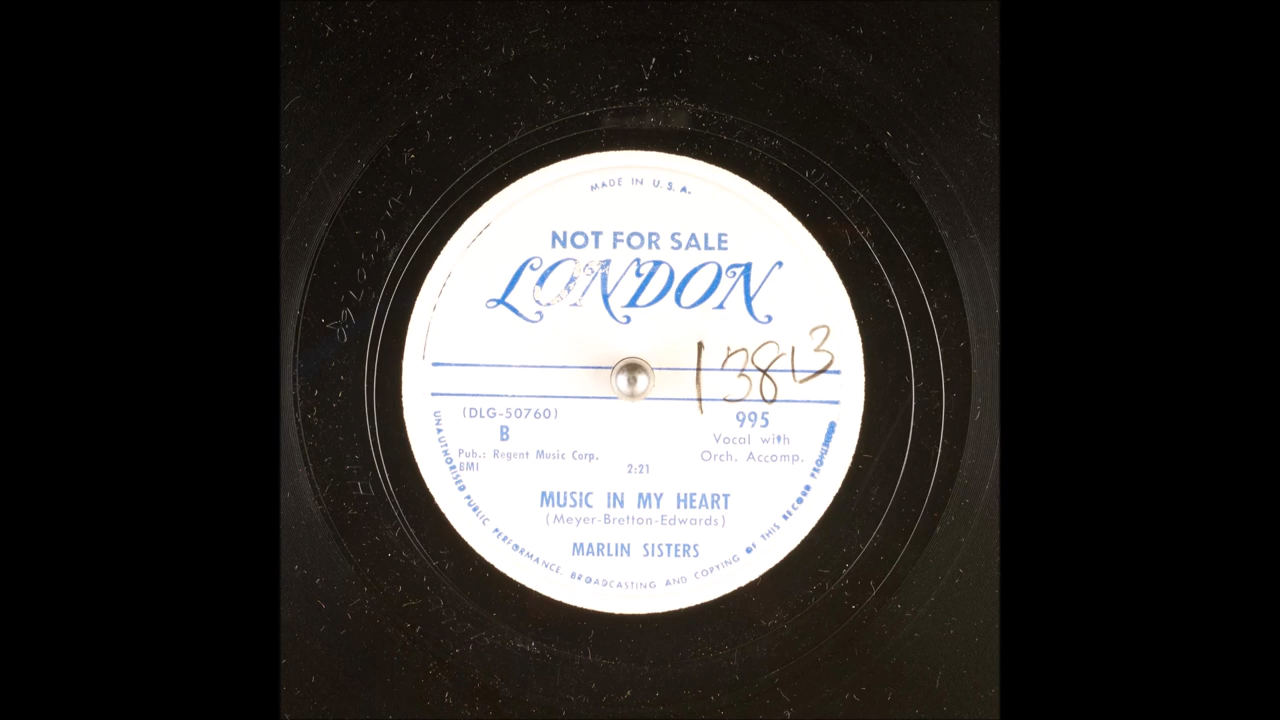 MADE IN U.S.A.
NOT FOR SALE
LONDON
13813
(DLG-50760)
995
B
Vocal with
Pub.: Regent Music Corp.
Orch. Accomp.
BMI
2:21
MUSIC IN MY HEART
(Meyer-Bretton-Edwards)
MARLIN SISTERS
UNAUTHORISED PUBLIC PERFORMANCE, BROADCASTING AND COPYING OF THIS RECORD PROHIBITED